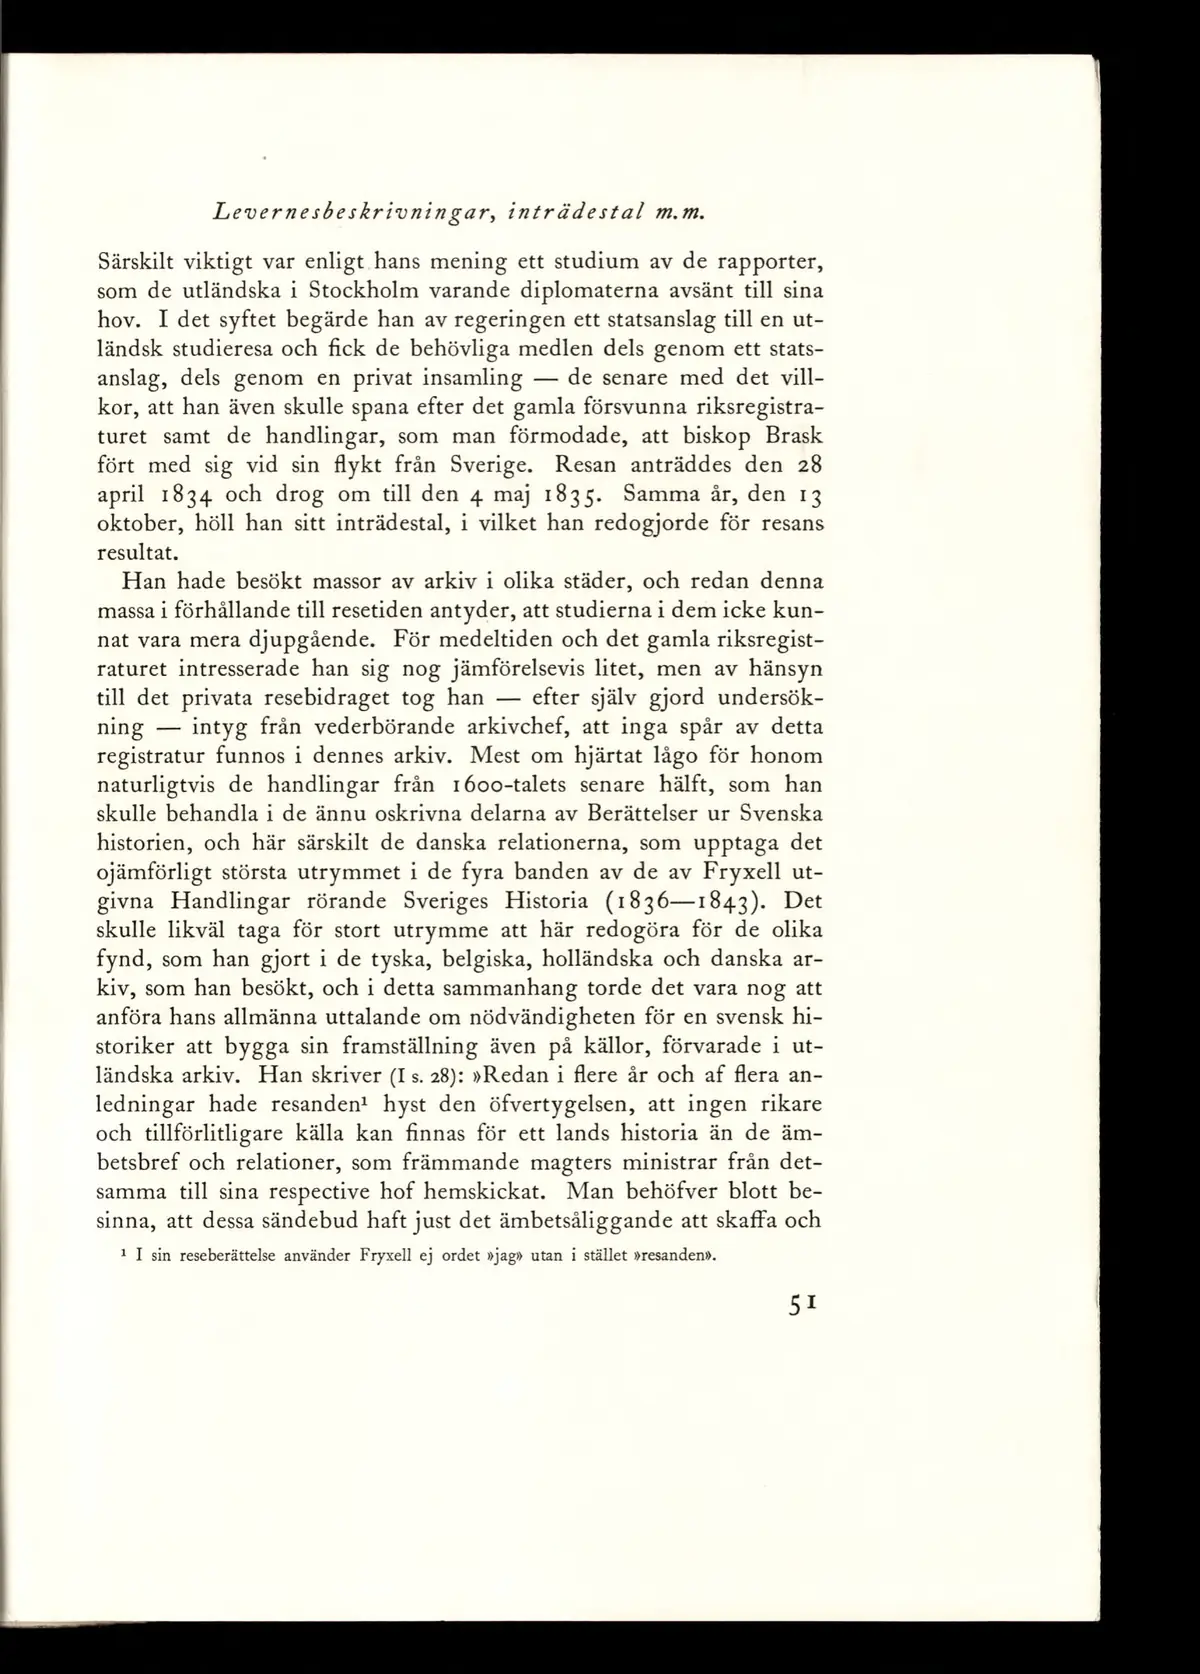 Levernesbeskrivningar, inträdestal m.m.
Särskilt viktigt var enligt hans mening ett studium av de rapporter,
som de utländska i Stockholm varande diplomaterna avsänt till sina
hov. I det syftet begärde han av regeringen ett statsanslag till en ut-
ländsk studieresa och fick de behövliga medlen dels genom ett stats-
anslag, dels genom en privat insamling — de senare med det vill-
kor, att han även skulle spana efter det gamla försvunna riksregistra-
turet samt de handlingar, som man förmodade, att biskop Brask
fört med sig vid sin flykt från Sverige. Resan anträddes den 28
april 1834 och drog om till den 4 maj 1835. Samma år, den 13
oktober, höll han sitt inträdestal, i vilket han redogjorde för resans
resultat.
Han hade besökt massor av arkiv i olika städer, och redan denna
massa i förhållande till resetiden antyder, att studierna i dem icke kun-
nat vara mera djupgående. För medeltiden och det gamla riksregist-
raturet intresserade han sig nog jämförelsevis litet, men av hänsyn
till det privata resebidraget tog han — efter själv gjord undersök-
ning — intyg från vederbörande arkivchef, att inga spår av detta
registratur funnos i dennes arkiv. Mest om hjärtat lågo för honom
naturligtvis de handlingar från 1600-talets senare hälft, som han
skulle behandla i de ännu oskrivna delarna av Berättelser ur Svenska
historien, och här särskilt de danska relationerna, som upptaga det
ojämförligt största utrymmet i de fyra banden av de av Fryxell ut-
givna Handlingar rörande Sveriges Historia (1836—1843). Det
skulle likväl taga för stort utrymme att här redogöra för de olika
fynd, som han gjort i de tyska, belgiska, holländska och danska ar-
kiv, som han besökt, och i detta sammanhang torde det vara nog att
anföra hans allmänna uttalande om nödvändigheten för en svensk hi-
storiker att bygga sin framställning även på källor, förvarade i ut-
ländska arkiv. Han skriver (I s. 28): »Redan i flere år och af flera an-
ledningar hade resanden¹ hyst den öfvertygelsen, att ingen rikare
och tillförlitligare källa kan finnas för ett lands historia än de äm-
betsbref och relationer, som främmande magters ministrar från det-
samma till sina respective hof hemskickat. Man behöfver blott be-
sinna, att dessa sändebud haft just det ämbetsåliggande att skaffa och
¹ I sin reseberättelse använder Fryxell ej ordet »jag» utan i stället »resanden».
51